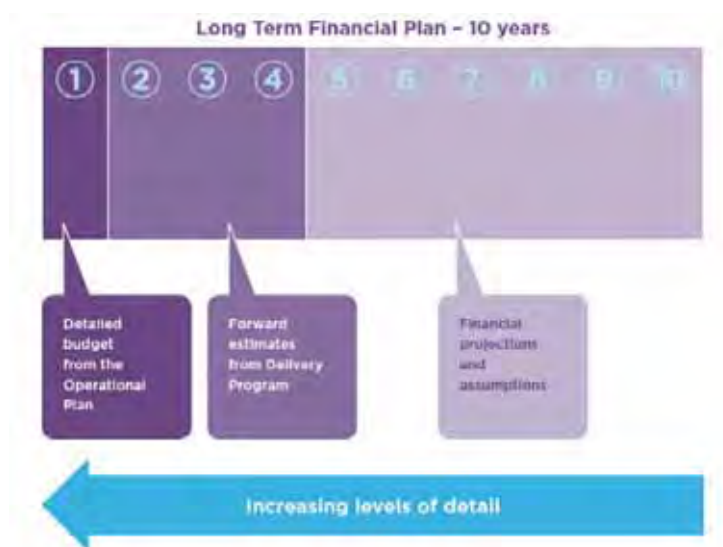 Long Term Financial Plan – 10 years
1 2 3 4 5 6 7 8 9 10
Detailed
budget
from the
Operational
Plan
Forward
estimates
from Delivery
Program
Financial
projections
and
assumptions
Increasing levels of detail